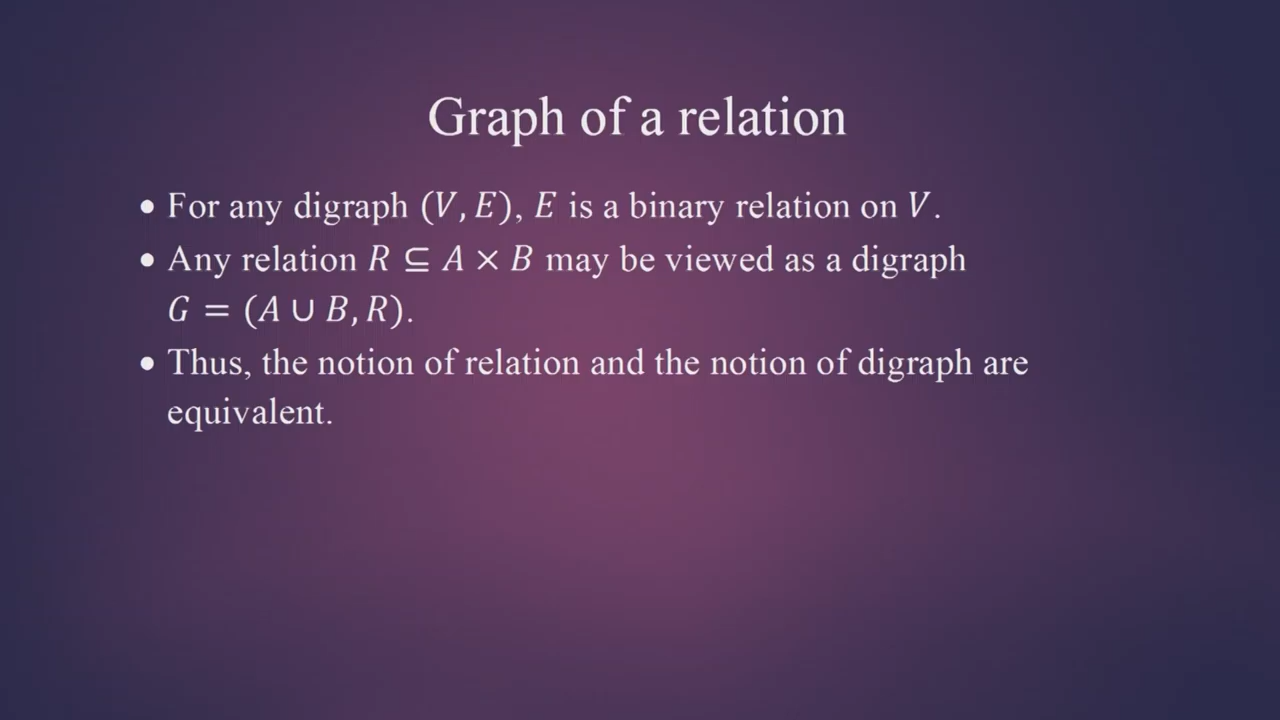 Graph of a relation
• For any digraph (V, E), E is a binary relation on V.
• Any relation R ⊆ A × B may be viewed as a digraph
G = (A ∪ B, R).
• Thus, the notion of relation and the notion of digraph are
equivalent.